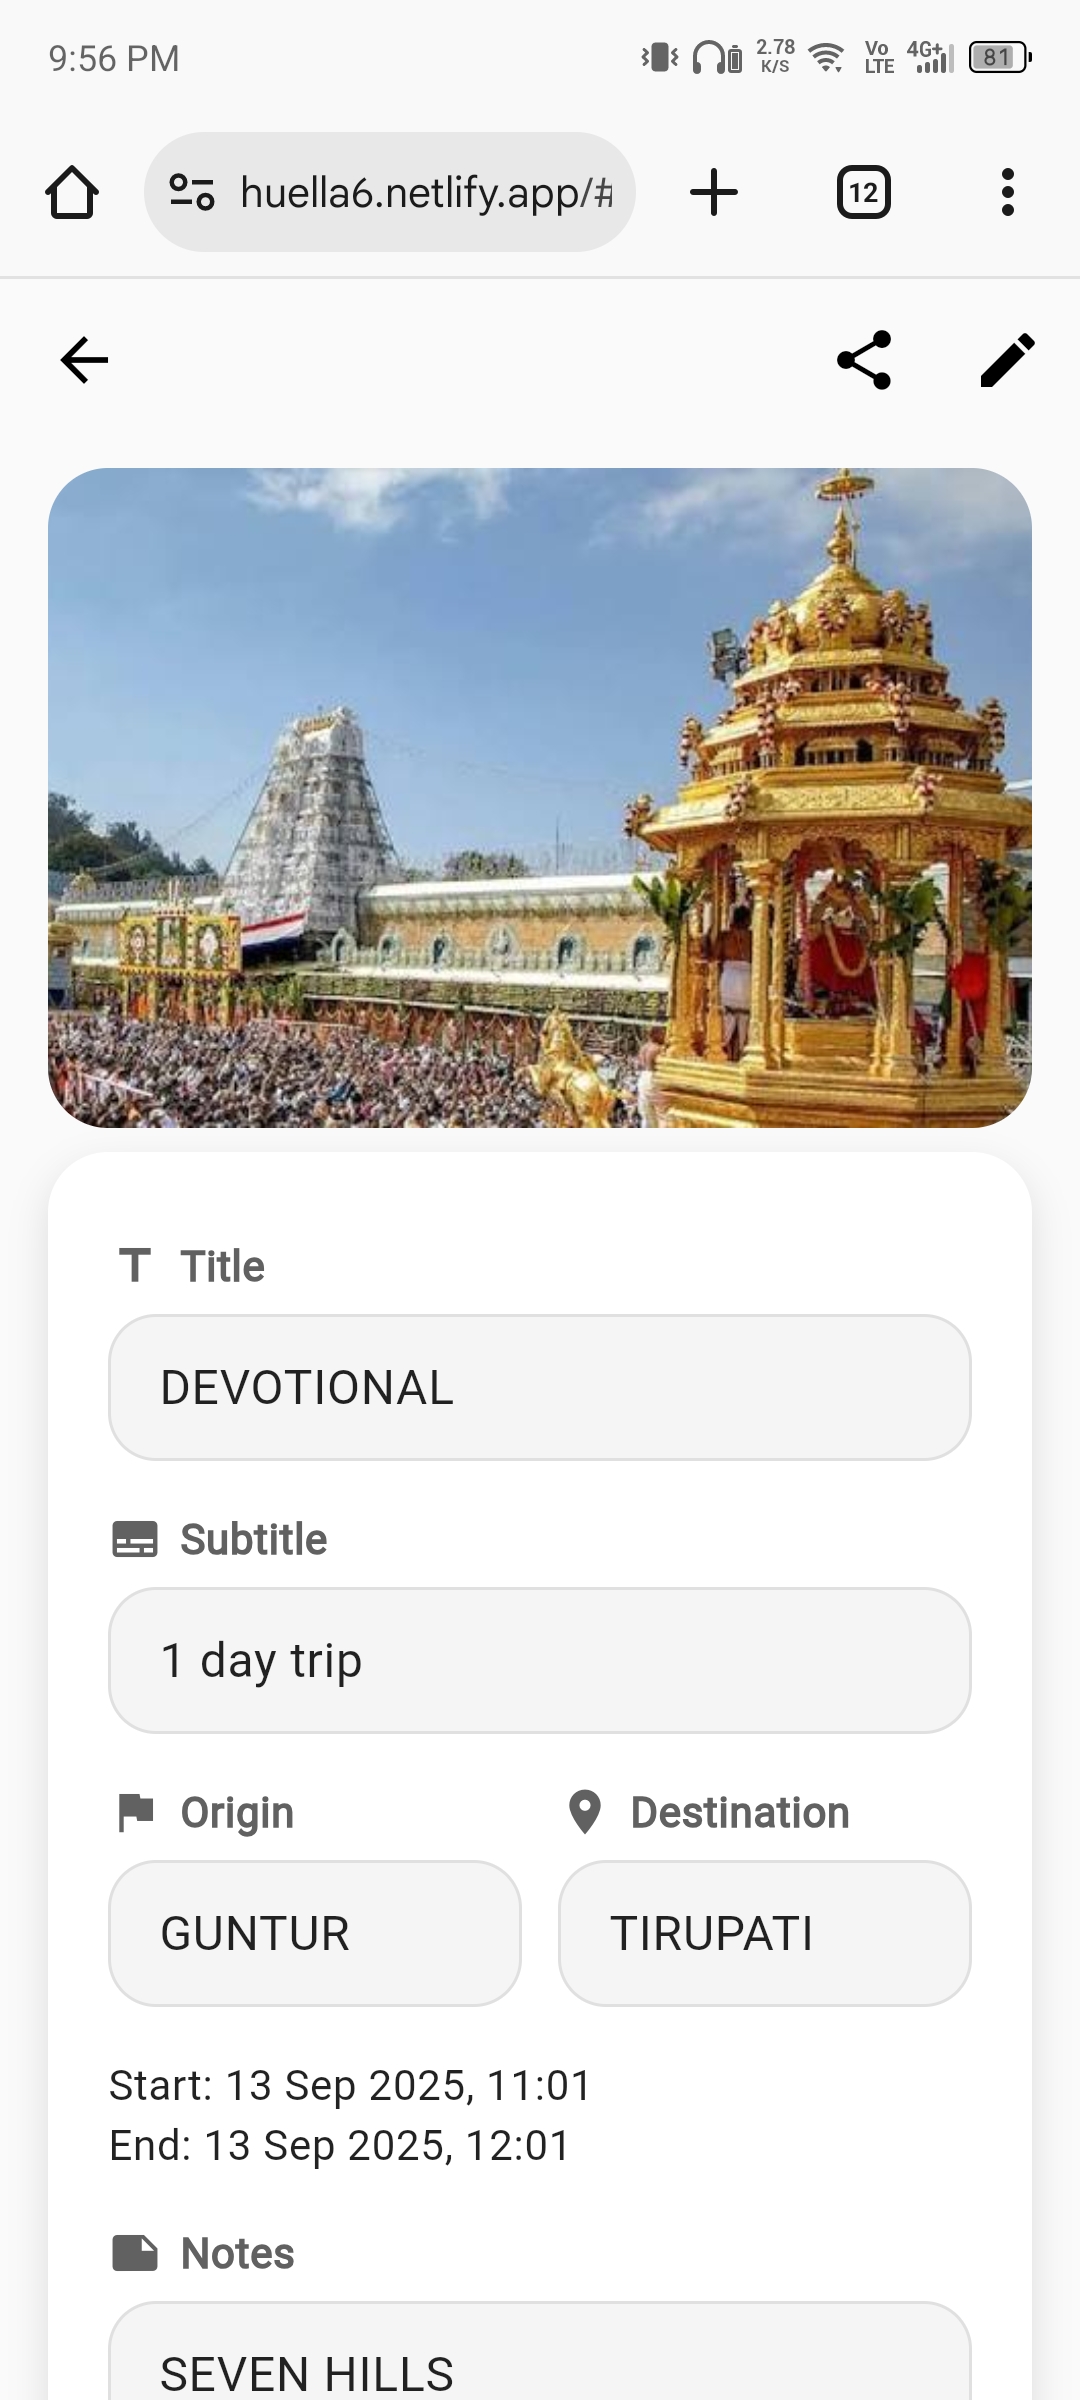 9:56 PM
2.78
K/S
Vo
LTE
4G+
81
huella6.netlify.app/#
12
Title
DEVOTIONAL
Subtitle
1 day trip
Origin
Destination
GUNTUR
TIRUPATI
Start: 13 Sep 2025, 11:01
End: 13 Sep 2025, 12:01
Notes
SEVEN HILLS